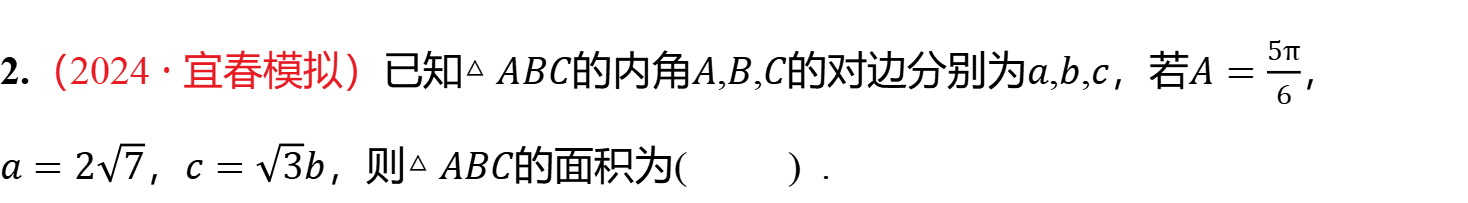 2.（2024·宜春模拟）已知△ ABC的内角A,B,C的对边分别为a,b,c，若A = 5π/6，
a = 2√7，c = √3b，则△ ABC的面积为(    ) .